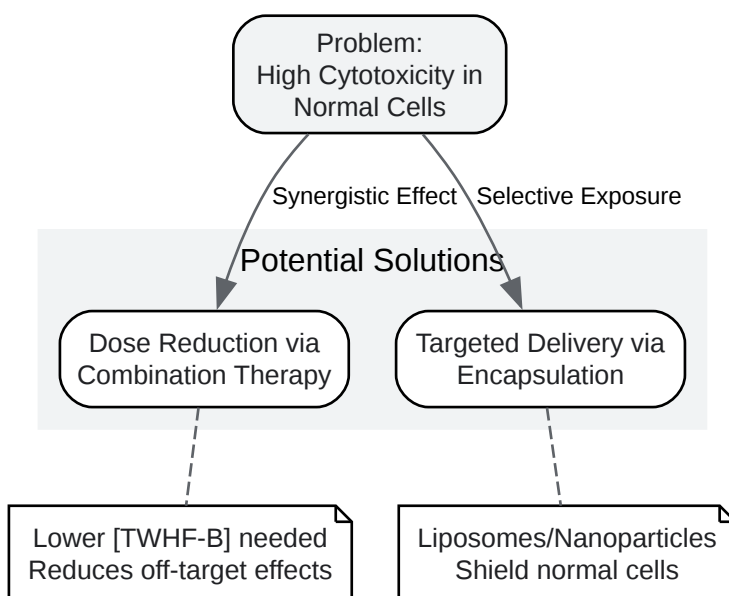 Problem:
High Cytotoxicity in
Normal Cells
Synergistic Effect
Selective Exposure
Potential Solutions
Dose Reduction via
Combination Therapy
Targeted Delivery via
Encapsulation
Lower [TWHF-B] needed
Reduces off-target effects
Liposomes/Nanoparticles
Shield normal cells